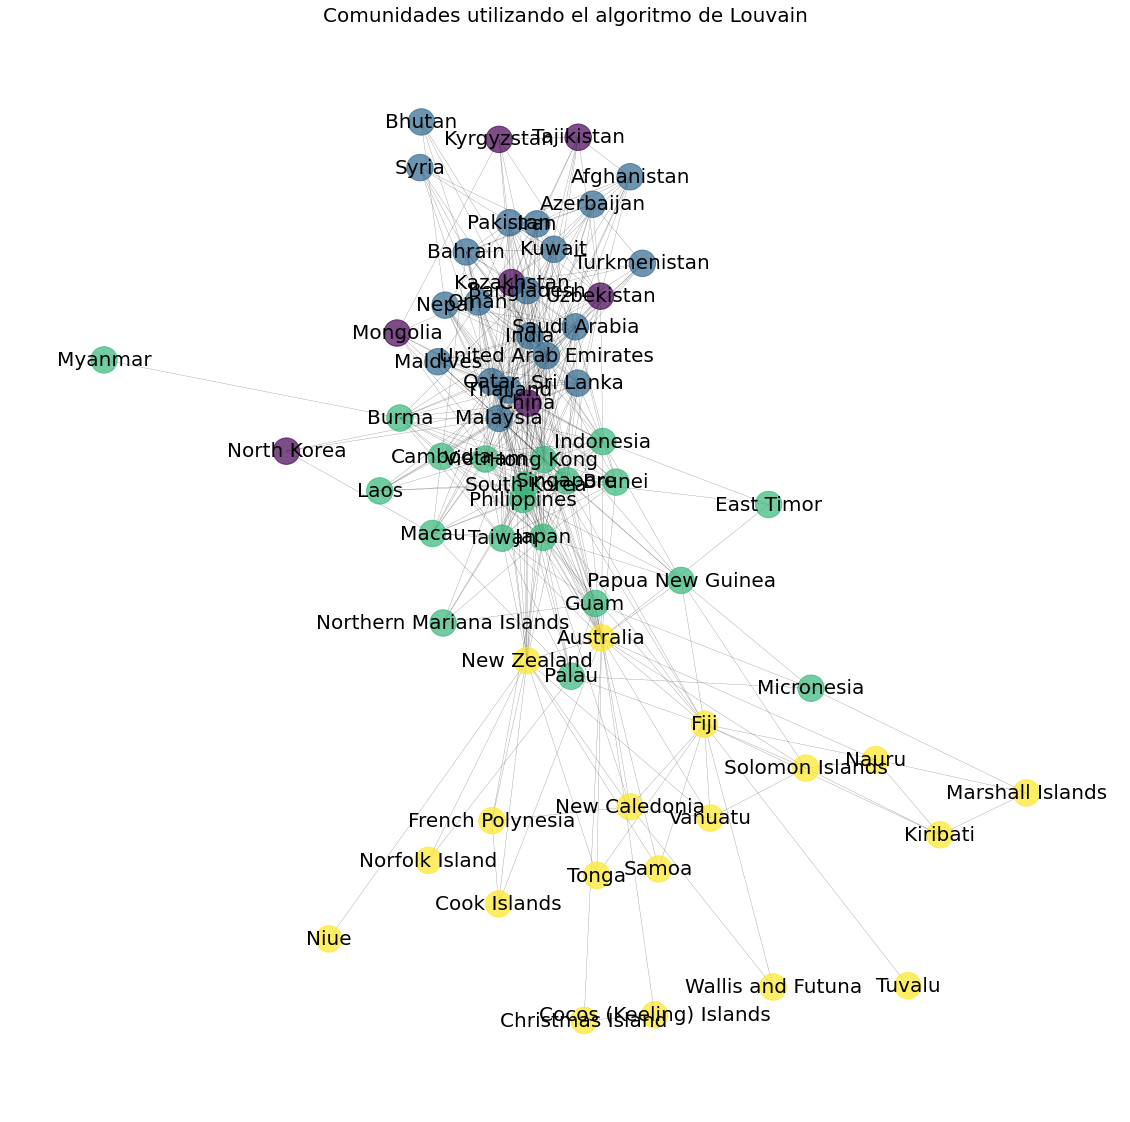 Comunidades utilizando el algoritmo de Louvain
Bhutan
Kyrgyzstan
Tajikistan
Syria
Afghanistan
Azerbaijan
Pakistan
Iran
Kuwait
Bahrain
Turkmenistan
Kazakhstan
Bangladesh
Uzbekistan
Nepal
Oman
Saudi Arabia
Mongolia
India
United Arab Emirates
Myanmar
Maldives
Qatar
Sri Lanka
Thailand
China
Burma
Malaysia
Indonesia
North Korea
Cambodia
Vietnam
Hong Kong
Singapore
Brunei
South Korea
Laos
Philippines
East Timor
Macau
Taiwan
Japan
Papua New Guinea
Guam
Northern Mariana Islands
Australia
New Zealand
Palau
Micronesia
Fiji
Nauru
Solomon Islands
Marshall Islands
New Caledonia
Vanuatu
French Polynesia
Kiribati
Norfolk Island
Samoa
Tonga
Cook Islands
Niue
Wallis and Futuna
Tuvalu
Cocos (Keeling) Islands
Christmas Island